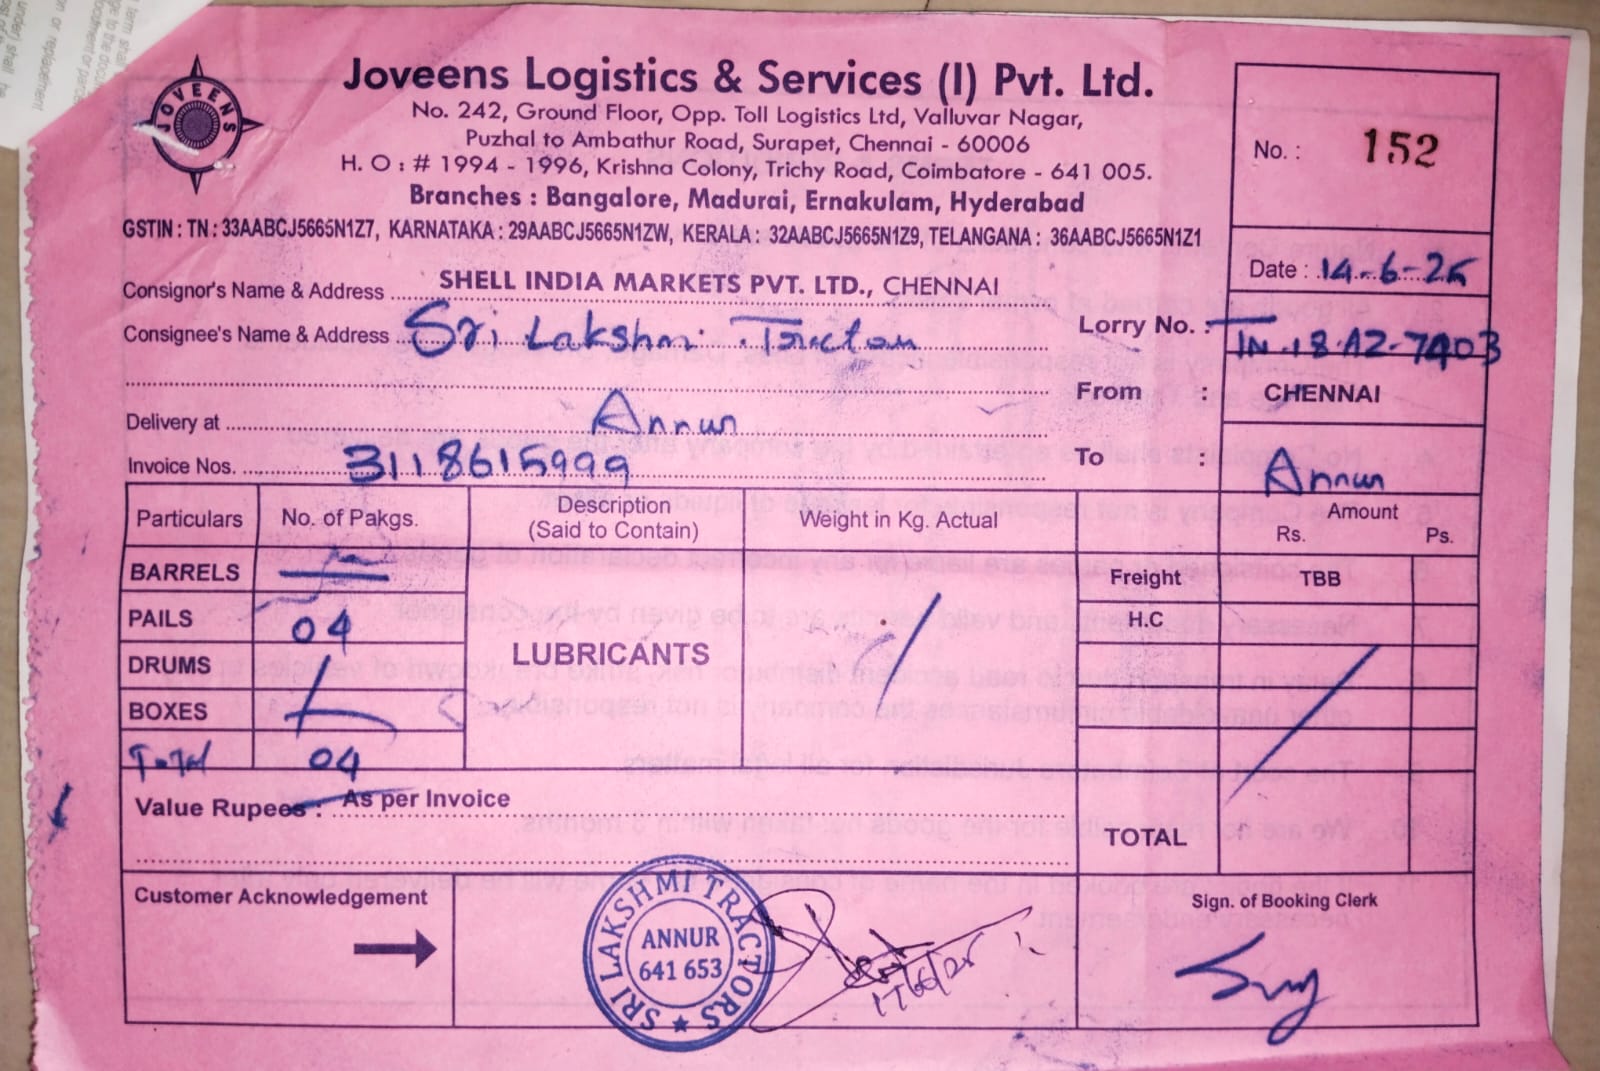 JOVEENS
Joveens Logistics & Services (I) Pvt. Ltd.
No. 242, Ground Floor, Opp. Toll Logistics Ltd, Valluvar Nagar,
Puzhal to Ambathur Road, Surapet, Chennai - 60006
H. O : # 1994 - 1996, Krishna Colony, Trichy Road, Coimbatore - 641 005.
Branches : Bangalore, Madurai, Ernakulam, Hyderabad
GSTIN : TN : 33AABCJ5665N1Z7, KARNATAKA : 29AABCJ5665N1ZW, KERALA : 32AABCJ5665N1Z9, TELANGANA : 36AABCJ5665N1Z1
No. : 152
Date : 14-6-25
Consignor's Name & Address SHELL INDIA MARKETS PVT. LTD., CHENNAI
Consignee's Name & Address Sri Lakshmi Tractors
Lorry No. : TN 18 AZ-7403
From : CHENNAI
Delivery at Annur
Invoice Nos. 3118615999
To : Annur
Particulars No. of Pakgs. Description Weight in Kg. Actual Amount
(Said to Contain) Rs. Ps.
BARRELS Freight TBB
PAILS 04 H.C
DRUMS LUBRICANTS
BOXES
Total 04
Value Rupees : As per Invoice
TOTAL
Customer Acknowledgement
SRI LAKSHMI TRACTORS
ANNUR
641 653
17/6/25
Sign. of Booking Clerk